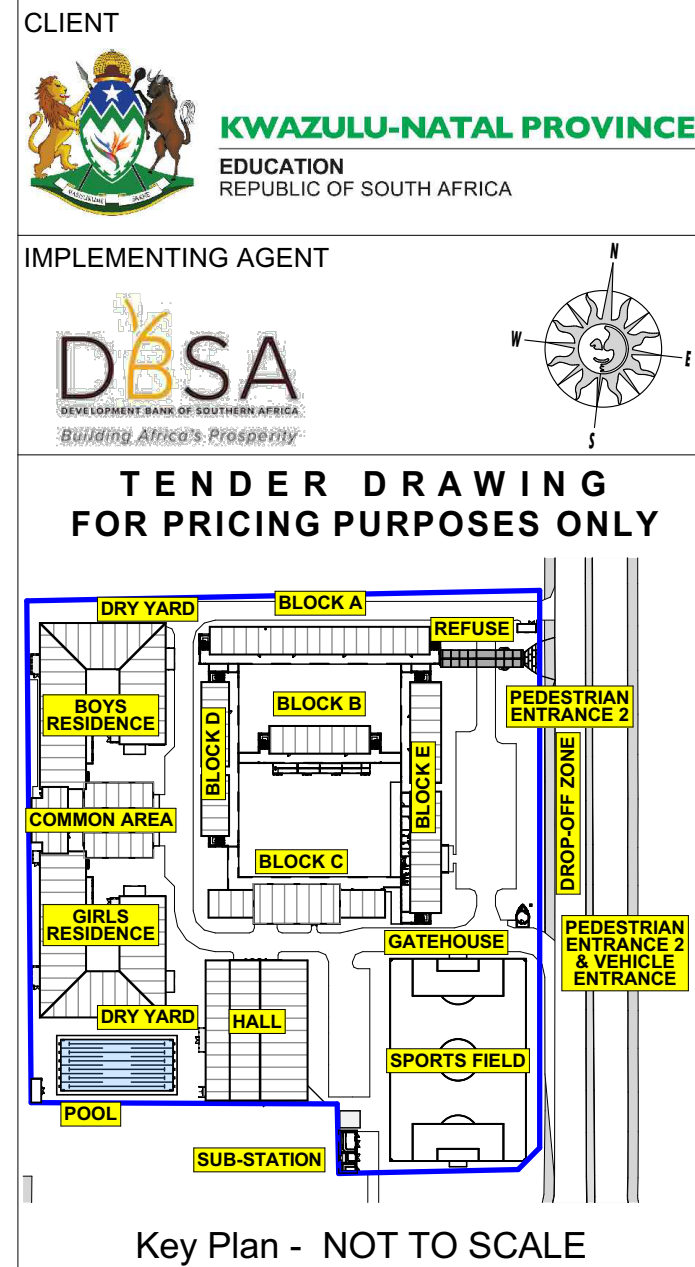 CLIENT
KWAZULU-NATAL PROVINCE
EDUCATION
REPUBLIC OF SOUTH AFRICA
IMPLEMENTING AGENT
N
W
E
S
DBSA
DEVELOPMENT BANK OF SOUTHERN AFRICA
Building Africa's Prosperity
TENDER DRAWING
FOR PRICING PURPOSES ONLY
DRY YARD
BLOCK A
REFUSE
BOYS
RESIDENCE
BLOCK B
PEDESTRIAN
ENTRANCE 2
BLOCK D
BLOCK E
DROP-OFF ZONE
COMMON AREA
BLOCK C
GIRLS
RESIDENCE
GATEHOUSE
PEDESTRIAN
ENTRANCE 2
& VEHICLE
ENTRANCE
DRY YARD
HALL
SPORTS FIELD
POOL
SUB-STATION
Key Plan - NOT TO SCALE